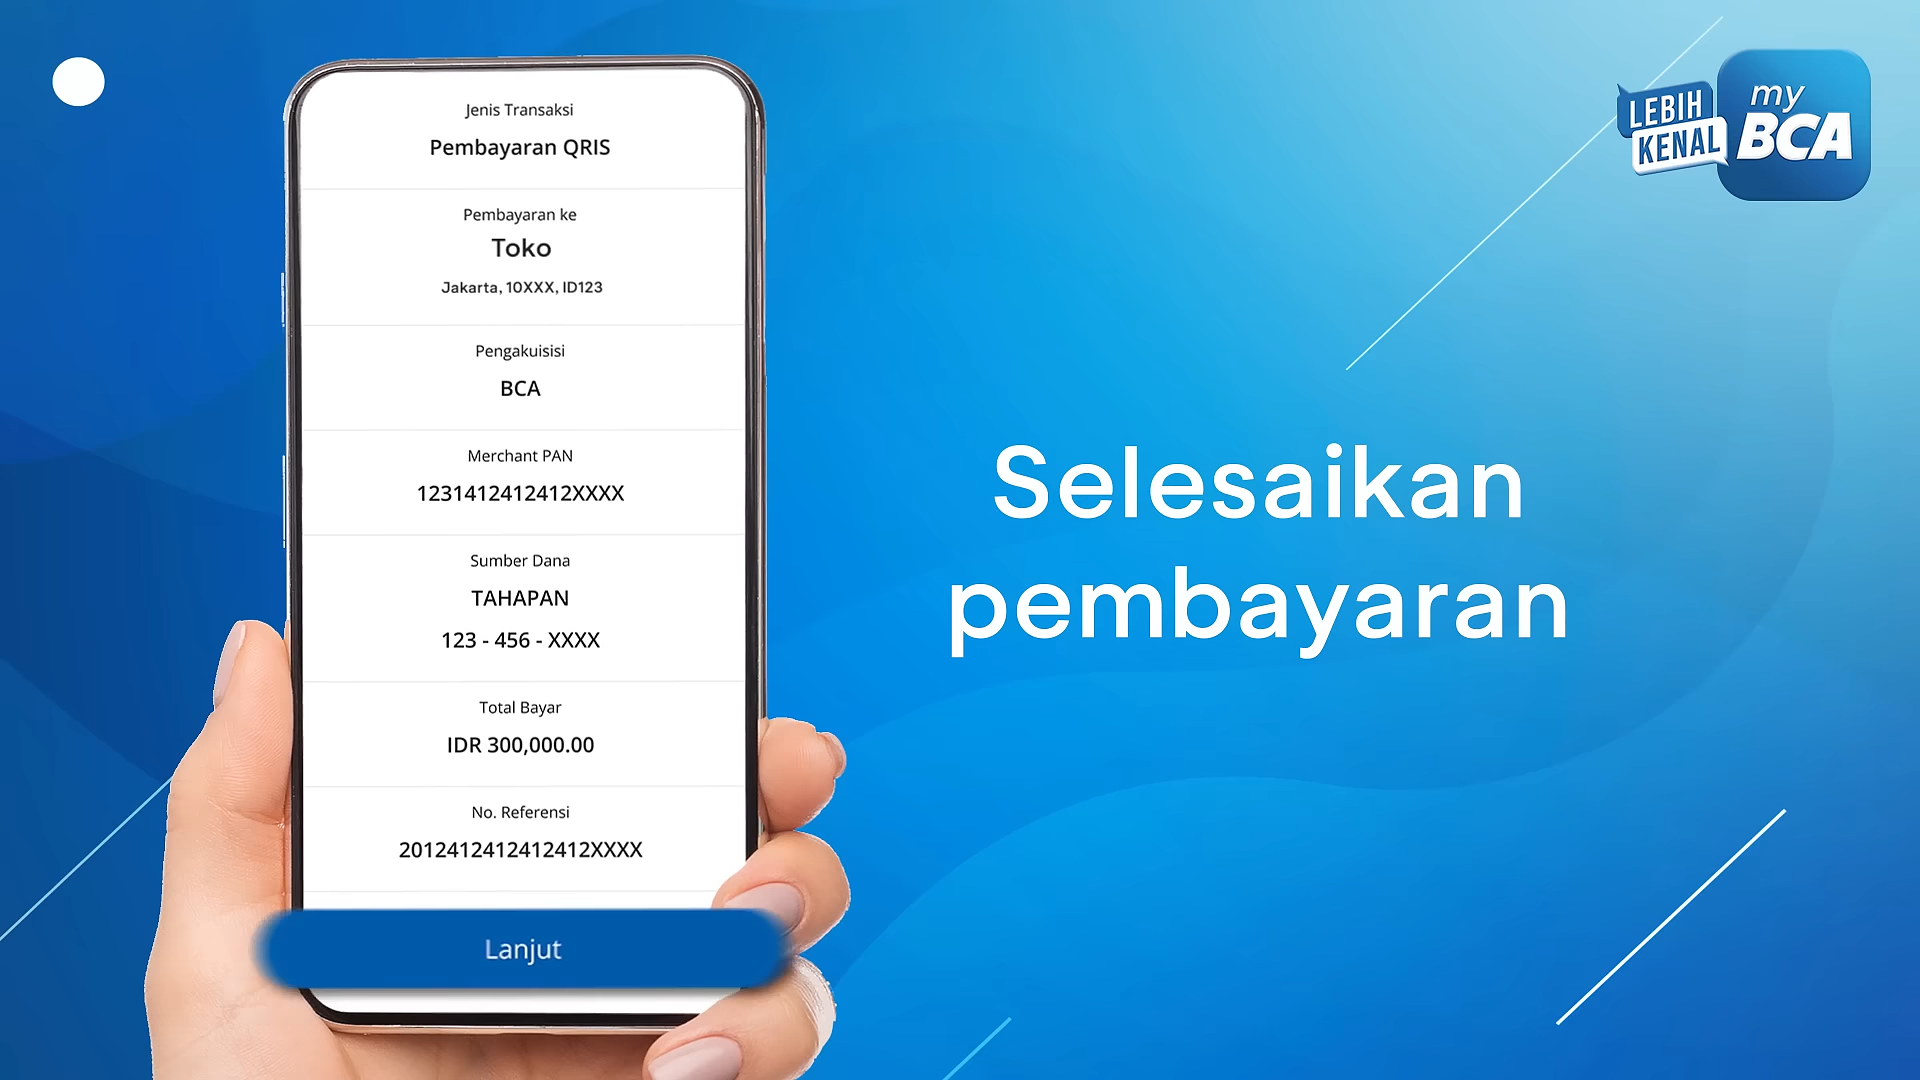 Jenis Transaksi
Pembayaran QRIS
Pembayaran ke
Toko
Jakarta, 10XXX, ID123
Pengakuisisi
BCA
Merchant PAN
1231412412412XXXX
Sumber Dana
TAHAPAN
123 - 456 - XXXX
Total Bayar
IDR 300,000.00
No. Referensi
2012412412412412XXXX
Lanjut
Selesaikan
pembayaran
LEBIH
KENAL
my
BCA